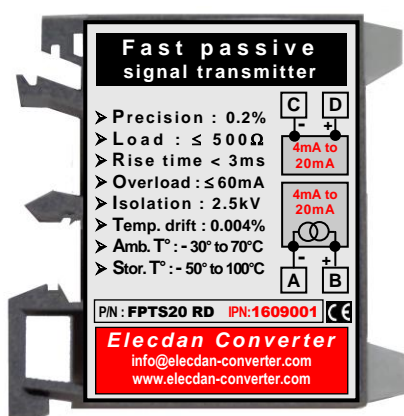 Fast passive
signal transmitter
➤ Precision : 0.2%
➤ Load : ≤ 500Ω
➤ Rise time < 3ms
➤ Overload : ≤ 60mA
➤ Isolation : 2.5kV
➤ Temp. drift : 0.004%
➤ Amb. T° : - 30° to 70°C
➤ Stor. T° : - 50° to 100°C
C D
- +
4mA to
20mA
4mA to
20mA
- +
A B
P/N : FPTS20 RD IPN:1609001 CE
Elecdan Converter
info@elecdan-converter.com
www.elecdan-converter.com